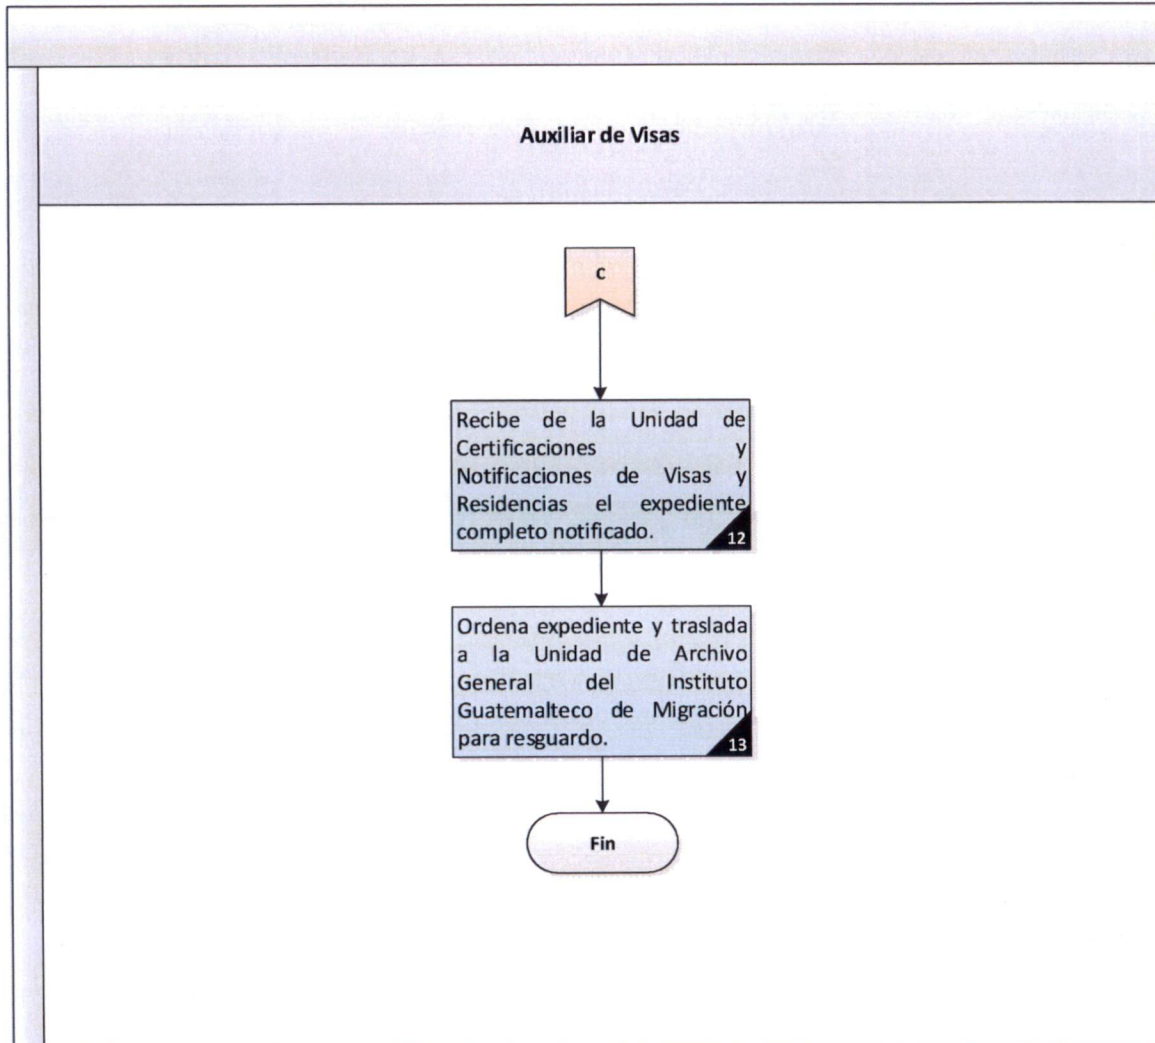 Auxiliar de Visas
C
Recibe de la Unidad de
Certificaciones y
Notificaciones de Visas y
Residencias el expediente
completo notificado.
12
Ordena expediente y traslada
a la Unidad de Archivo
General del Instituto
Guatemalteco de Migración
para resguardo.
13
Fin